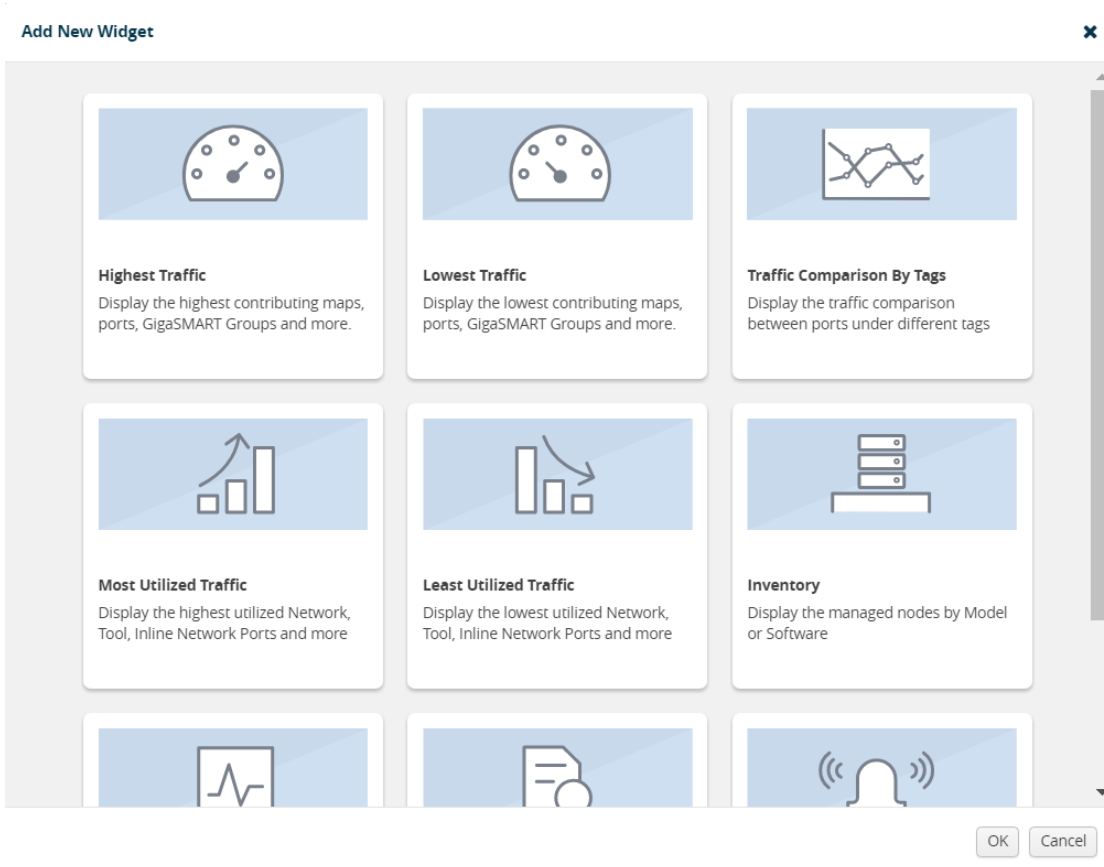 Add New Widget
Highest Traffic
Display the highest contributing maps,
ports, GigaSMART Groups and more.
Lowest Traffic
Display the lowest contributing maps,
ports, GigaSMART Groups and more.
Traffic Comparison By Tags
Display the traffic comparison
between ports under different tags
Most Utilized Traffic
Display the highest utilized Network,
Tool, Inline Network Ports and more
Least Utilized Traffic
Display the lowest utilized Network,
Tool, Inline Network Ports and more
Inventory
Display the managed nodes by Model
or Software
OK
Cancel